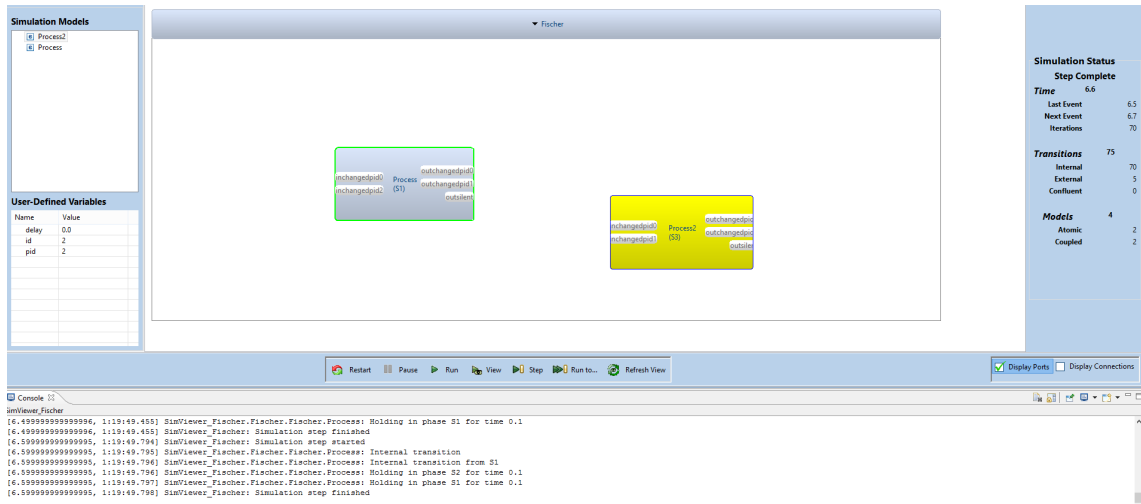 Simulation Models
Process2
Process
User-Defined Variables
Name Value
delay 0.0
id 2
pid 2
Fischer
inchangedpid0
inchangedpid2
Process
(S1)
outchangedpid0
outchangedpid1
outsilent
nchangedpid0
nchangedpid1
Process2
(S3)
outchangedpid
outchangedpid
outsilei
Simulation Status
Step Complete
Time 6.6
Last Event 6.5
Next Event 6.7
Iterations 70
Transitions 75
Internal 70
External 5
Confluent 0
Models 4
Atomic 2
Coupled 2
Restart Pause Run View Step Run to... Refresh View
Display Ports Display Connections
Console
SimViewer_Fischer
[6.499999999999996, 1:19:49.455] SimViewer_Fischer.Fischer.Fischer.Process: Holding in phase S1 for time 0.1
[6.499999999999996, 1:19:49.455] SimViewer_Fischer: Simulation step finished
[6.599999999999995, 1:19:49.794] SimViewer_Fischer: Simulation step started
[6.599999999999995, 1:19:49.795] SimViewer_Fischer.Fischer.Fischer.Process: Internal transition
[6.599999999999995, 1:19:49.796] SimViewer_Fischer.Fischer.Fischer.Process: Internal transition from S1
[6.599999999999995, 1:19:49.796] SimViewer_Fischer.Fischer.Fischer.Process: Holding in phase S2 for time 0.1
[6.599999999999995, 1:19:49.797] SimViewer_Fischer.Fischer.Fischer.Process: Holding in phase S1 for time 0.1
[6.599999999999995, 1:19:49.798] SimViewer_Fischer: Simulation step finished